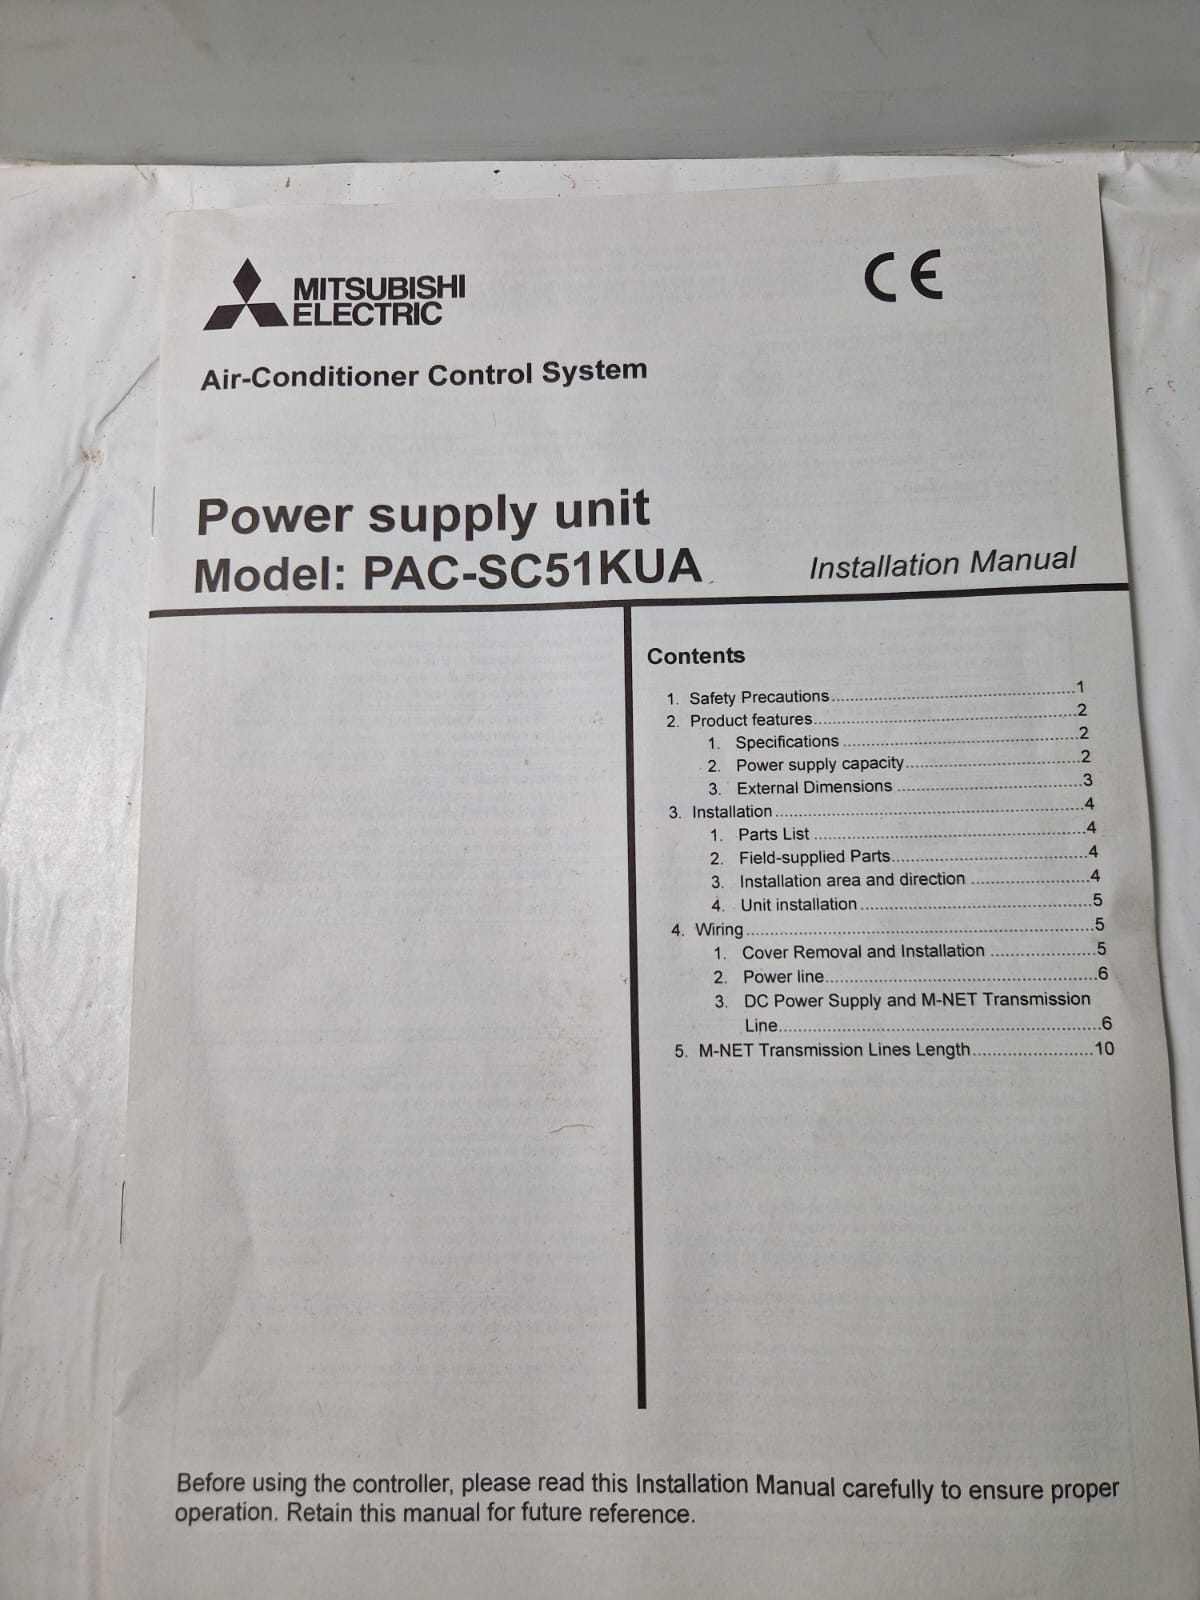 MITSUBISHI
ELECTRIC
CE
Air-Conditioner Control System
Power supply unit
Model: PAC-SC51KUA
Installation Manual
Contents
1. Safety Precautions..................................................1
2. Product features......................................................2
1. Specifications.................................................2
2. Power supply capacity....................................2
3. External Dimensions......................................3
3. Installation...............................................................4
1. Parts List........................................................4
2. Field-supplied Parts........................................4
3. Installation area and direction.........................4
4. Unit installation...............................................5
4. Wiring......................................................................5
1. Cover Removal and Installation......................5
2. Power line.......................................................6
3. DC Power Supply and M-NET Transmission
Line.................................................................6
5. M-NET Transmission Lines Length.........................10
Before using the controller, please read this Installation Manual carefully to ensure proper
operation. Retain this manual for future reference.